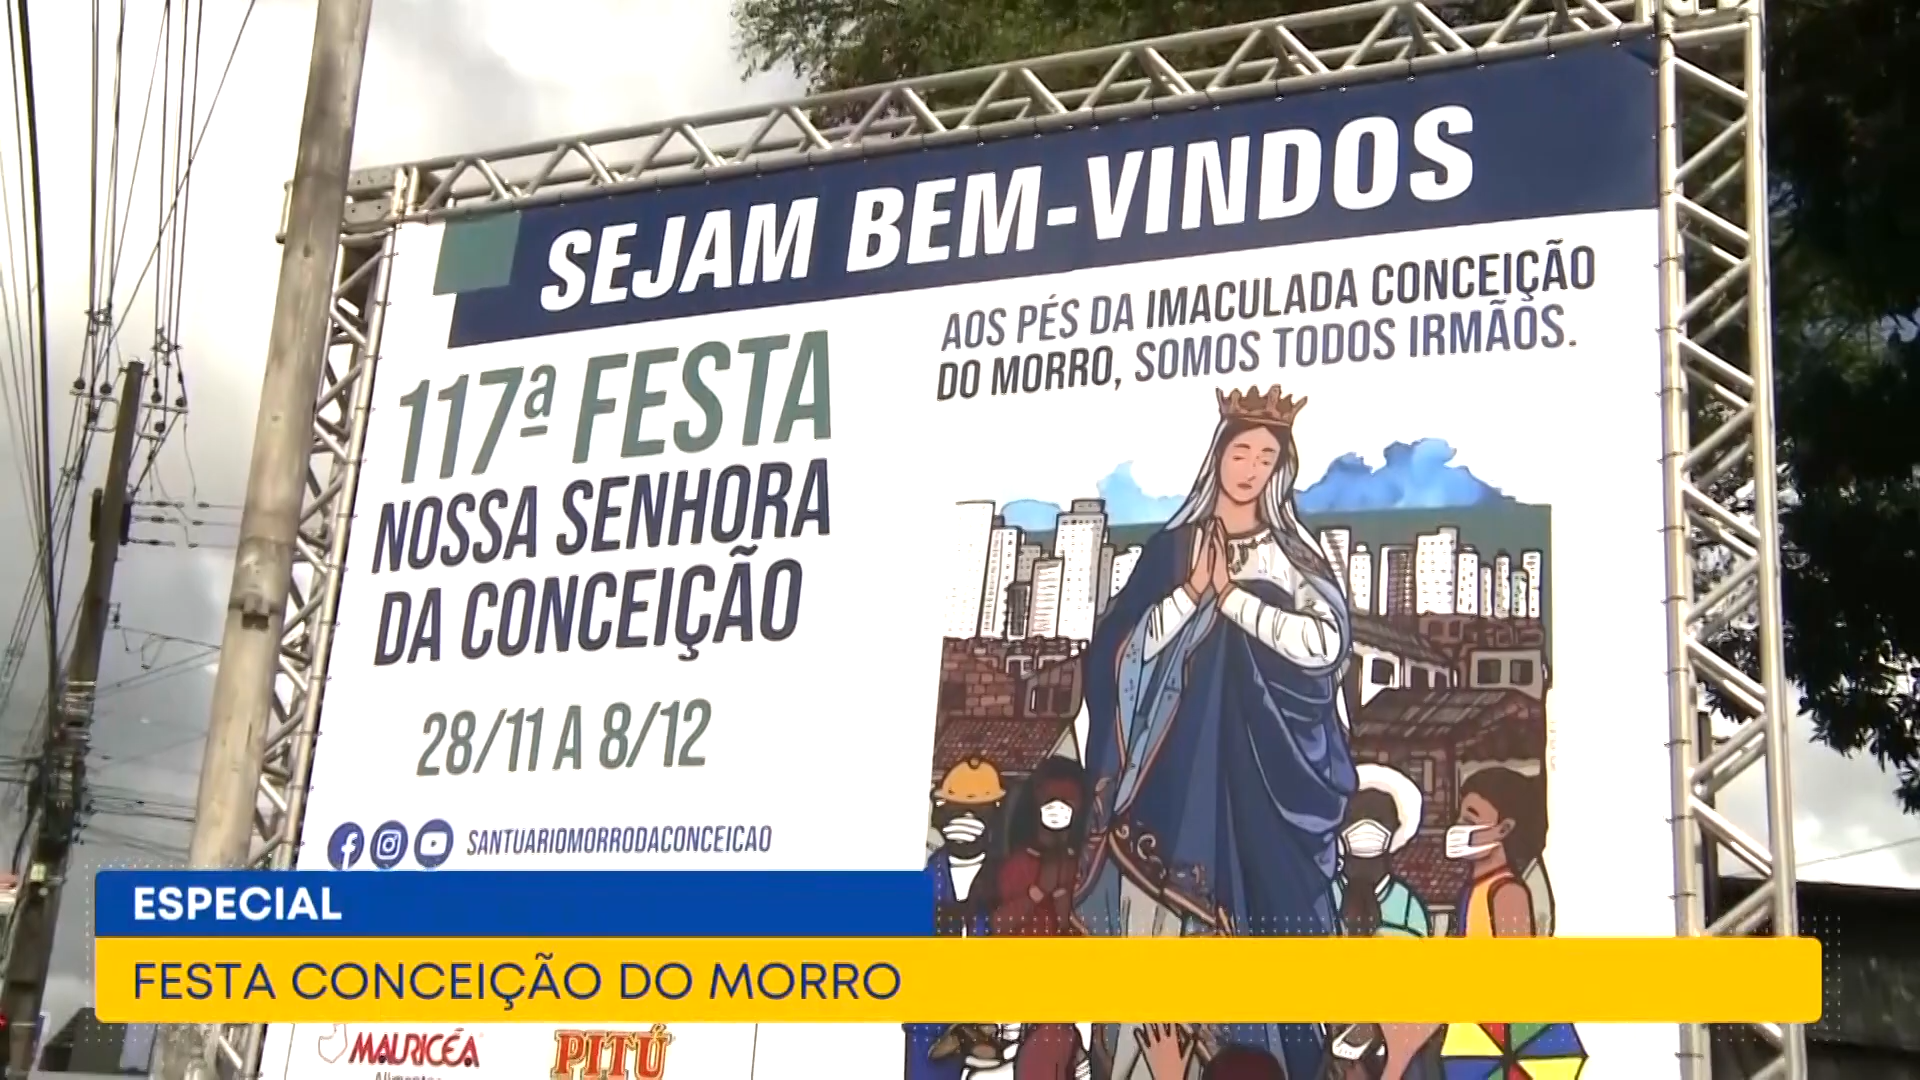 SEJAM BEM-VINDOS
117ª FESTA
NOSSA SENHORA
DA CONCEIÇÃO
28/11 A 8/12
SANTUARIOMORRODACONCEICAO
AOS PÉS DA IMACULADA CONCEIÇÃO
DO MORRO, SOMOS TODOS IRMÃOS.
ESPECIAL
FESTA CONCEIÇÃO DO MORRO
MAURICÉA
PITÚ